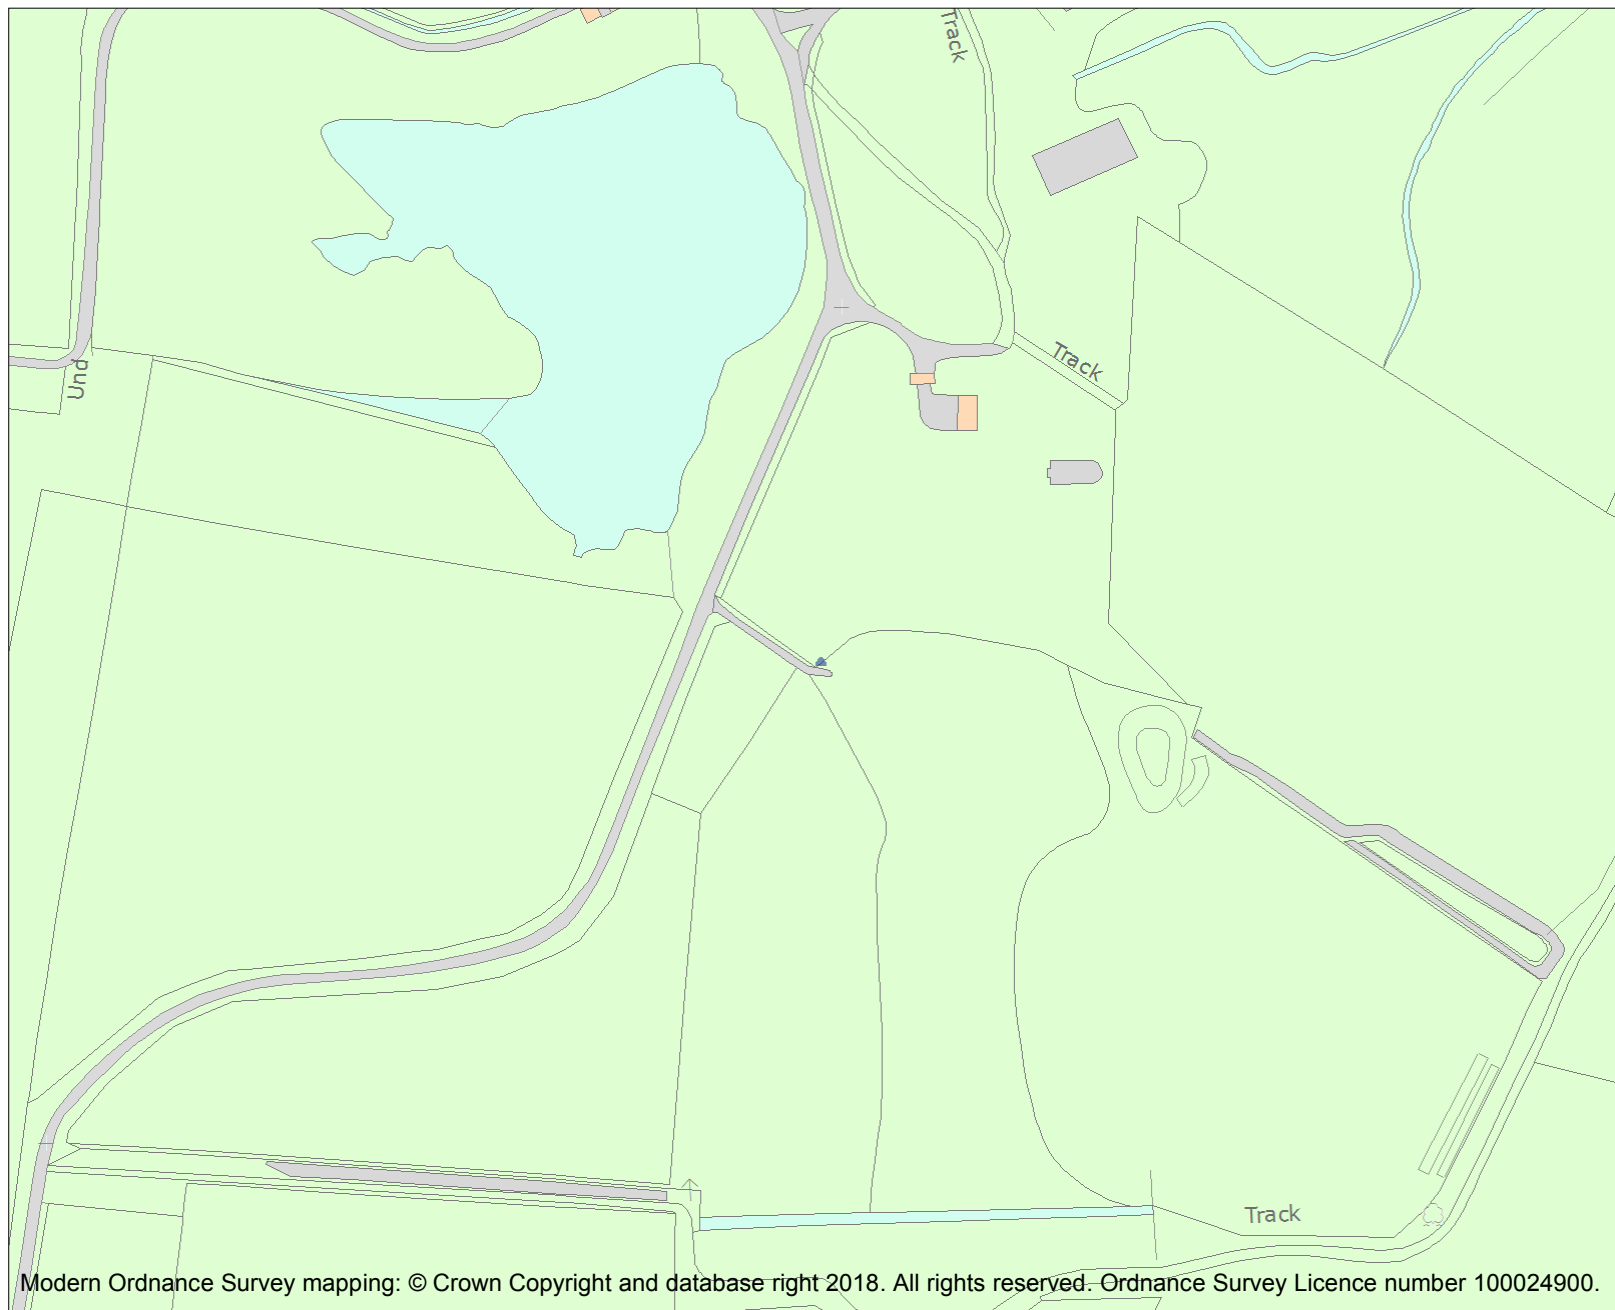 Track
Und
Track
Track
Modern Ordnance Survey mapping: © Crown Copyright and database right 2018. All rights reserved. Ordnance Survey Licence number 100024900.